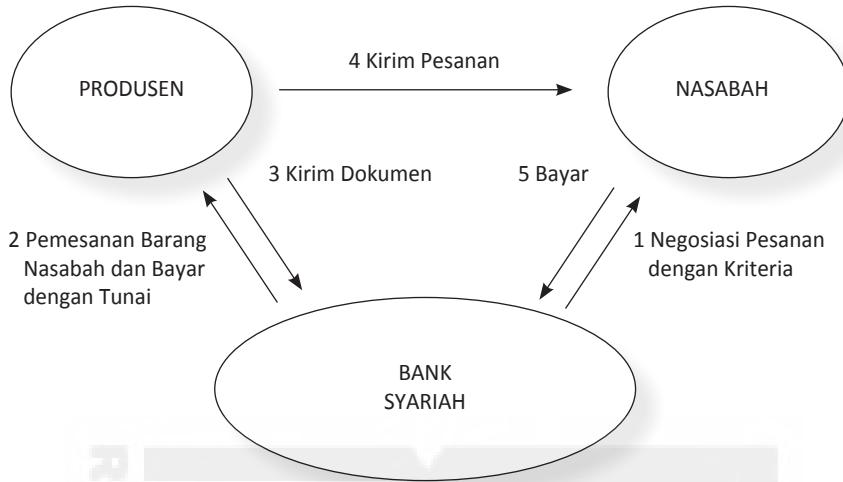 4 Kirim Pesanan
PRODUSEN
NASABAH
3 Kirim Dokumen
5 Bayar
2 Pemesanan Barang
Nasabah dan Bayar
dengan Tunai
1 Negosiasi Pesanan
dengan Kriteria
BANK
SYARIAH
R